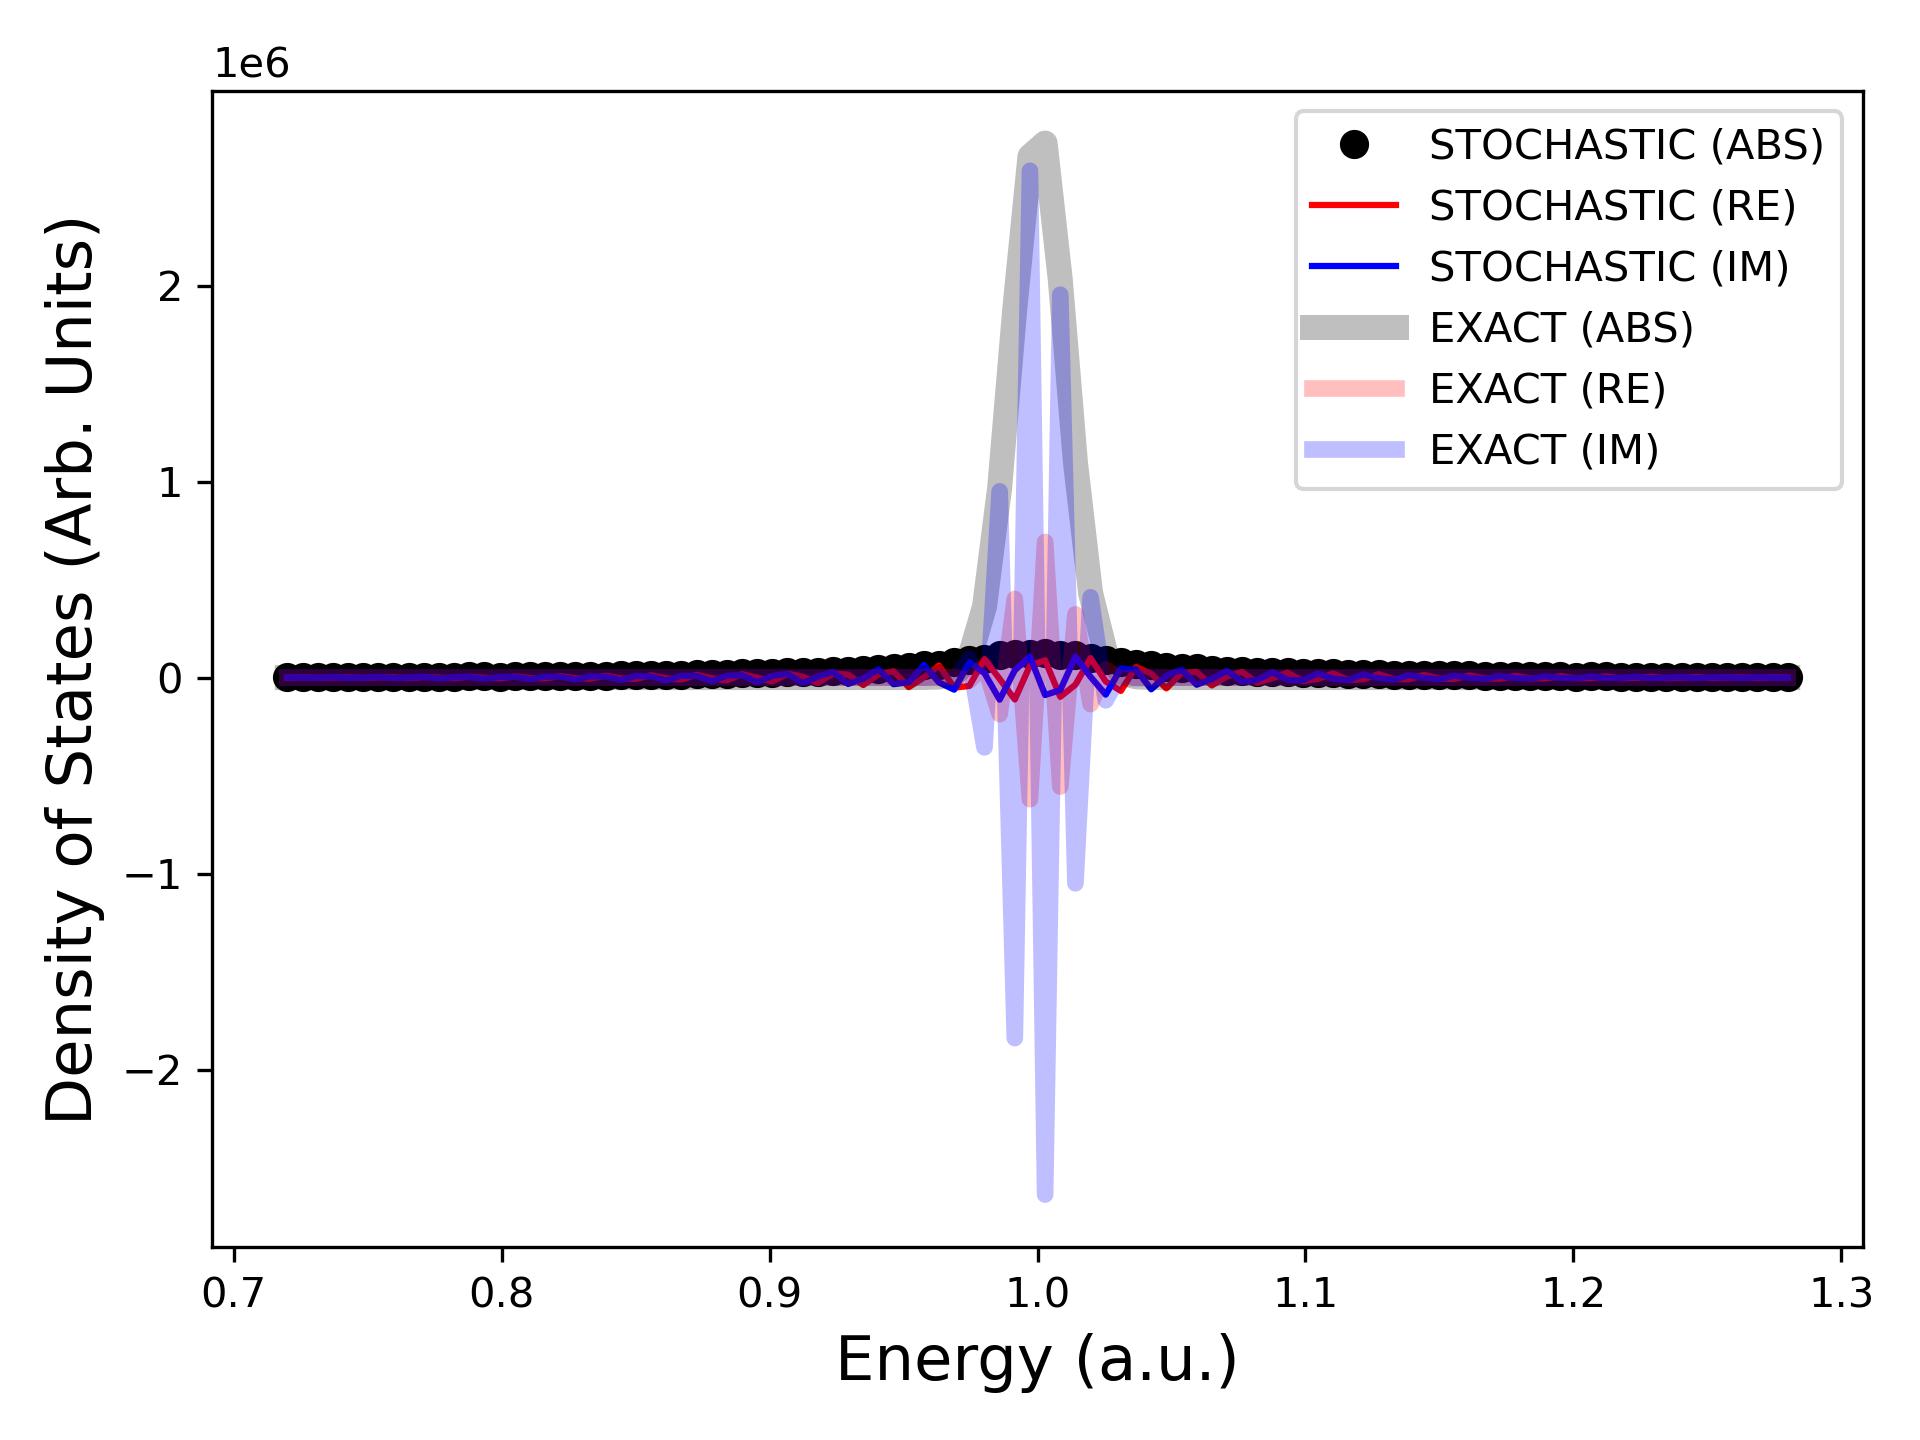 1e6
STOCHASTIC (ABS)
STOCHASTIC (RE)
STOCHASTIC (IM)
EXACT (ABS)
EXACT (RE)
EXACT (IM)
Density of States (Arb. Units)
2
1
0
−1
−2
0.7 0.8 0.9 1.0 1.1 1.2 1.3
Energy (a.u.)